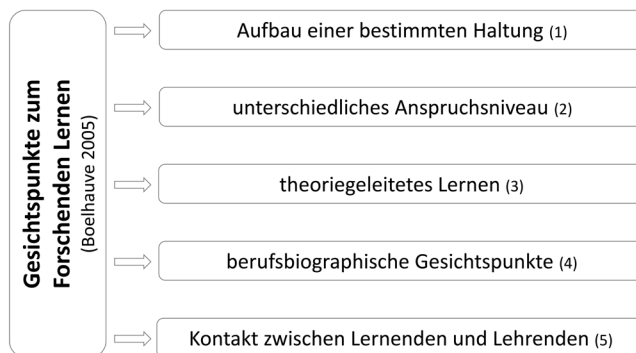 Gesichtspunkte zum
Forschenden Lernen
(Boelhauve 2005)
Aufbau einer bestimmten Haltung (1)
unterschiedliches Anspruchsniveau (2)
theoriegeleitetes Lernen (3)
berufsbiographische Gesichtspunkte (4)
Kontakt zwischen Lernenden und Lehrenden (5)